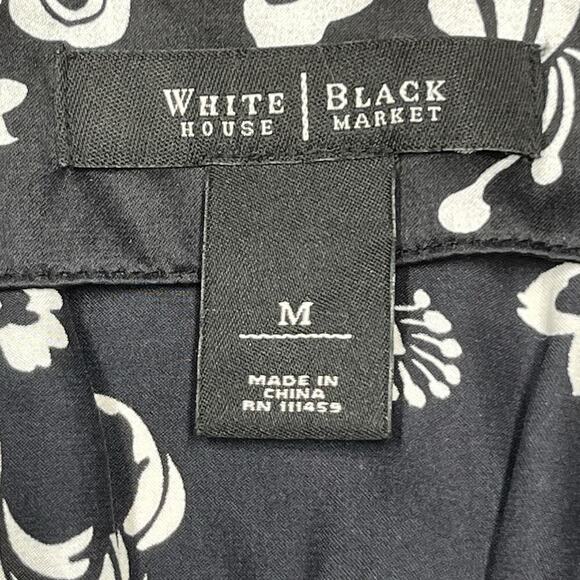 WHITE HOUSE | BLACK MARKET
M
MADE IN
CHINA
RN 111459